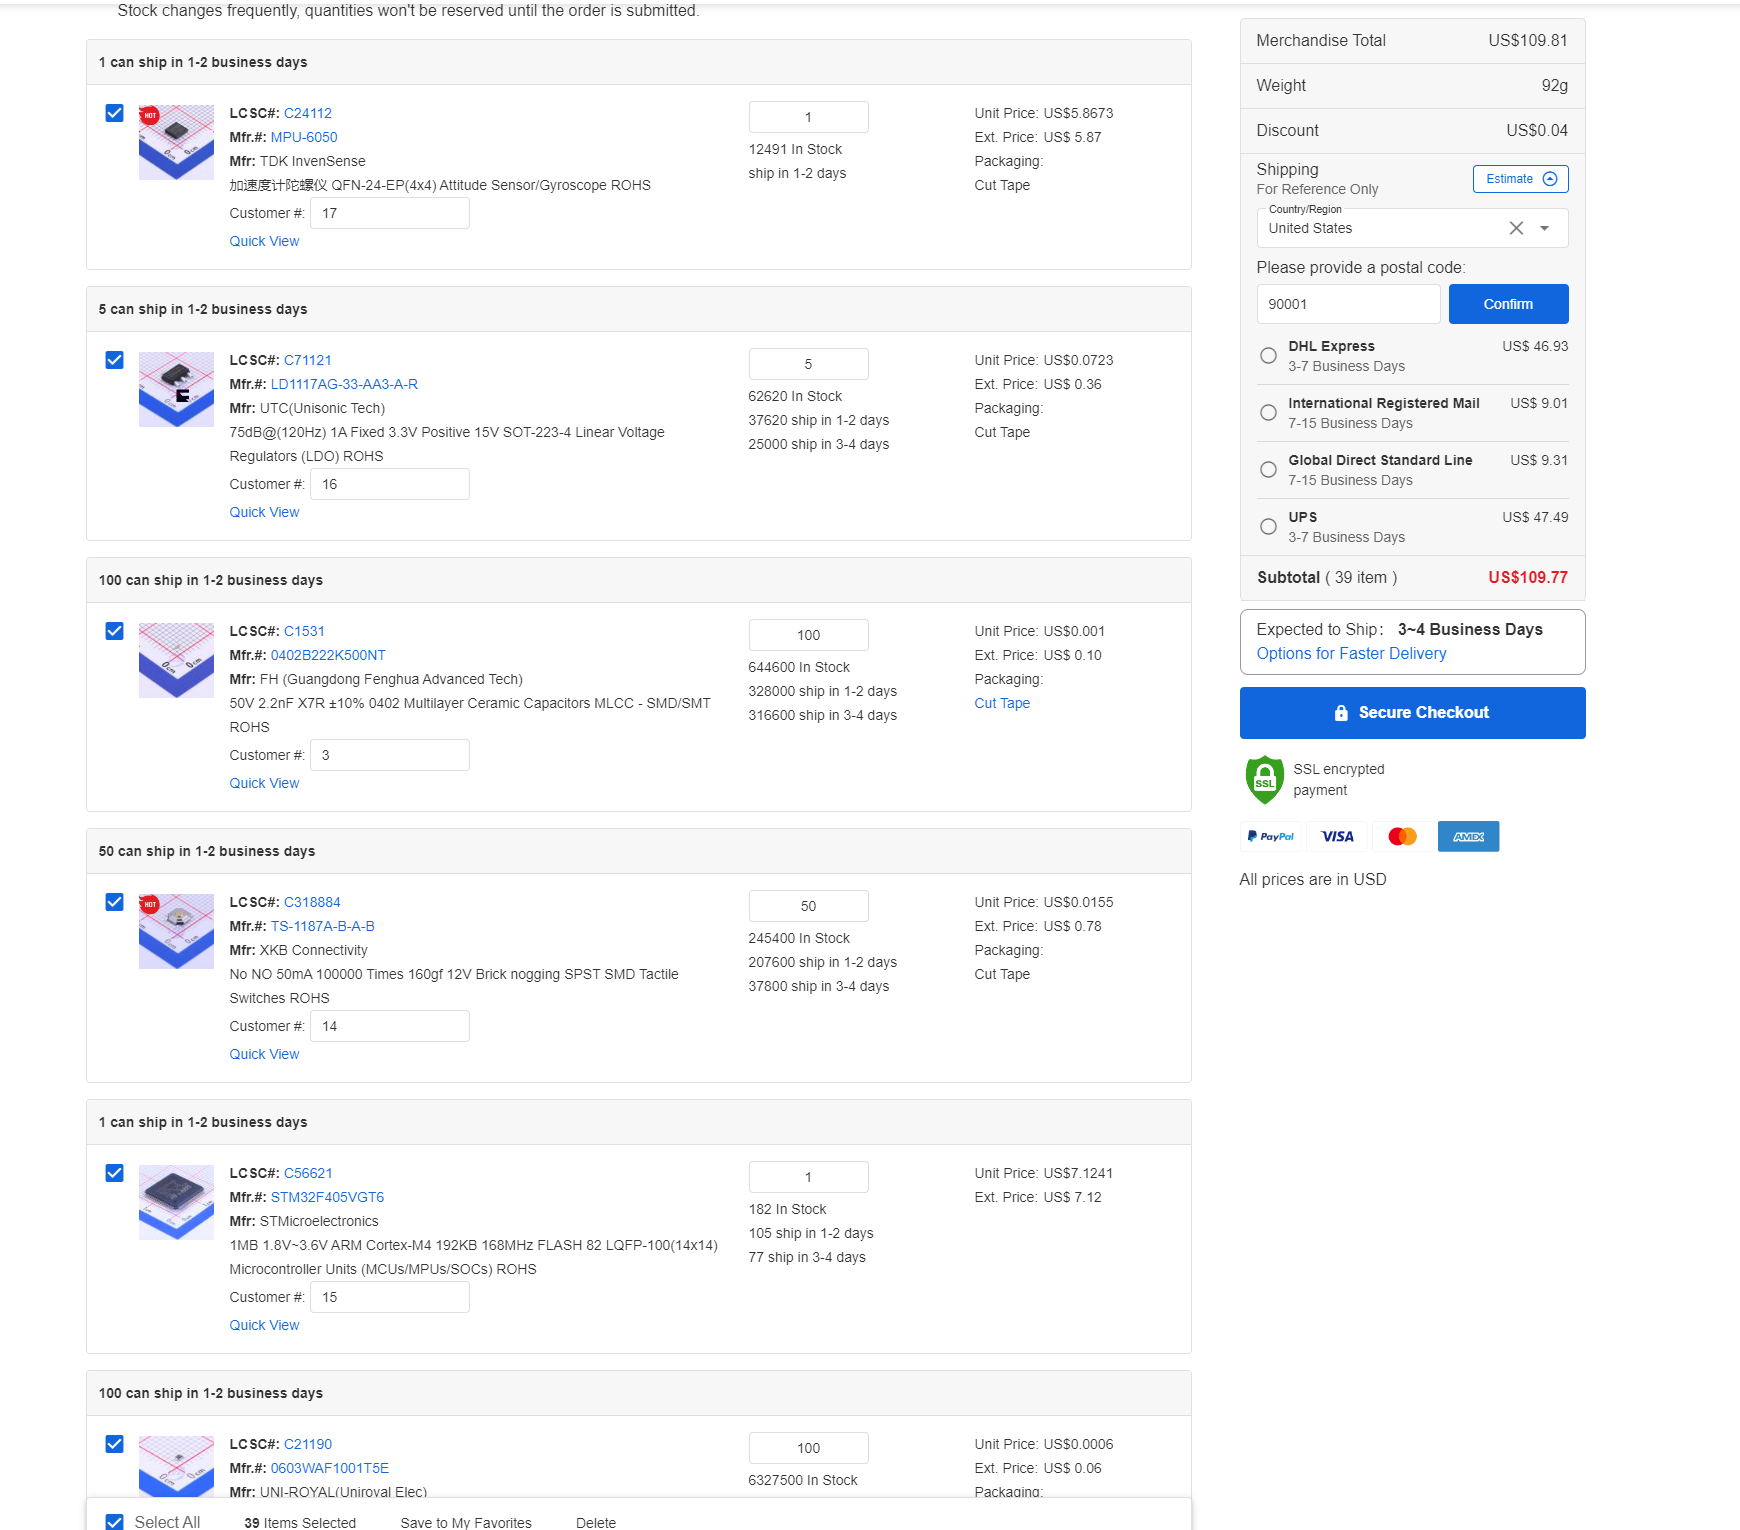 Stock changes frequently, quantities won't be reserved until the order is submitted.
1 can ship in 1-2 business days
HOT
LCSC#: C24112
Mfr.#: MPU-6050
Mfr: TDK InvenSense
加速度计陀螺仪 QFN-24-EP(4x4) Attitude Sensor/Gyroscope ROHS
Customer #: 17
Quick View
1
12491 In Stock
ship in 1-2 days
Unit Price: US$5.8673
Ext. Price: US$ 5.87
Packaging:
Cut Tape
5 can ship in 1-2 business days
LCSC#: C71121
Mfr.#: LD1117AG-33-AA3-A-R
Mfr: UTC(Unisonic Tech)
75dB@(120Hz) 1A Fixed 3.3V Positive 15V SOT-223-4 Linear Voltage
Regulators (LDO) ROHS
Customer #: 16
Quick View
5
62620 In Stock
37620 ship in 1-2 days
25000 ship in 3-4 days
Unit Price: US$0.0723
Ext. Price: US$ 0.36
Packaging:
Cut Tape
100 can ship in 1-2 business days
LCSC#: C1531
Mfr.#: 0402B222K500NT
Mfr: FH (Guangdong Fenghua Advanced Tech)
50V 2.2nF X7R ±10% 0402 Multilayer Ceramic Capacitors MLCC - SMD/SMT
ROHS
Customer #: 3
Quick View
100
644600 In Stock
328000 ship in 1-2 days
316600 ship in 3-4 days
Unit Price: US$0.001
Ext. Price: US$ 0.10
Packaging:
Cut Tape
50 can ship in 1-2 business days
HOT
LCSC#: C318884
Mfr.#: TS-1187A-B-A-B
Mfr: XKB Connectivity
No NO 50mA 100000 Times 160gf 12V Brick nogging SPST SMD Tactile
Switches ROHS
Customer #: 14
Quick View
50
245400 In Stock
207600 ship in 1-2 days
37800 ship in 3-4 days
Unit Price: US$0.0155
Ext. Price: US$ 0.78
Packaging:
Cut Tape
1 can ship in 1-2 business days
LCSC#: C56621
Mfr.#: STM32F405VGT6
Mfr: STMicroelectronics
1MB 1.8V~3.6V ARM Cortex-M4 192KB 168MHz FLASH 82 LQFP-100(14x14)
Microcontroller Units (MCUs/MPUs/SOCs) ROHS
Customer #: 15
Quick View
1
182 In Stock
105 ship in 1-2 days
77 ship in 3-4 days
Unit Price: US$7.1241
Ext. Price: US$ 7.12
100 can ship in 1-2 business days
LCSC#: C21190
Mfr.#: 0603WAF1001T5E
Mfr: UNI-ROYAL(Uniroyal Elec)
100
6327500 In Stock
Unit Price: US$0.0006
Ext. Price: US$ 0.06
Packaging:
Select All
39 Items Selected
Save to My Favorites
Delete
Merchandise Total US$109.81
Weight 92g
Discount US$0.04
Shipping
For Reference Only
Estimate
Country/Region
United States
Please provide a postal code:
90001
Confirm
DHL Express US$ 46.93
3-7 Business Days
International Registered Mail US$ 9.01
7-15 Business Days
Global Direct Standard Line US$ 9.31
7-15 Business Days
UPS US$ 47.49
3-7 Business Days
Subtotal ( 39 item ) US$109.77
Expected to Ship： 3~4 Business Days
Options for Faster Delivery
Secure Checkout
SSL
SSL encrypted
payment
PayPal
VISA
AMEX
All prices are in USD